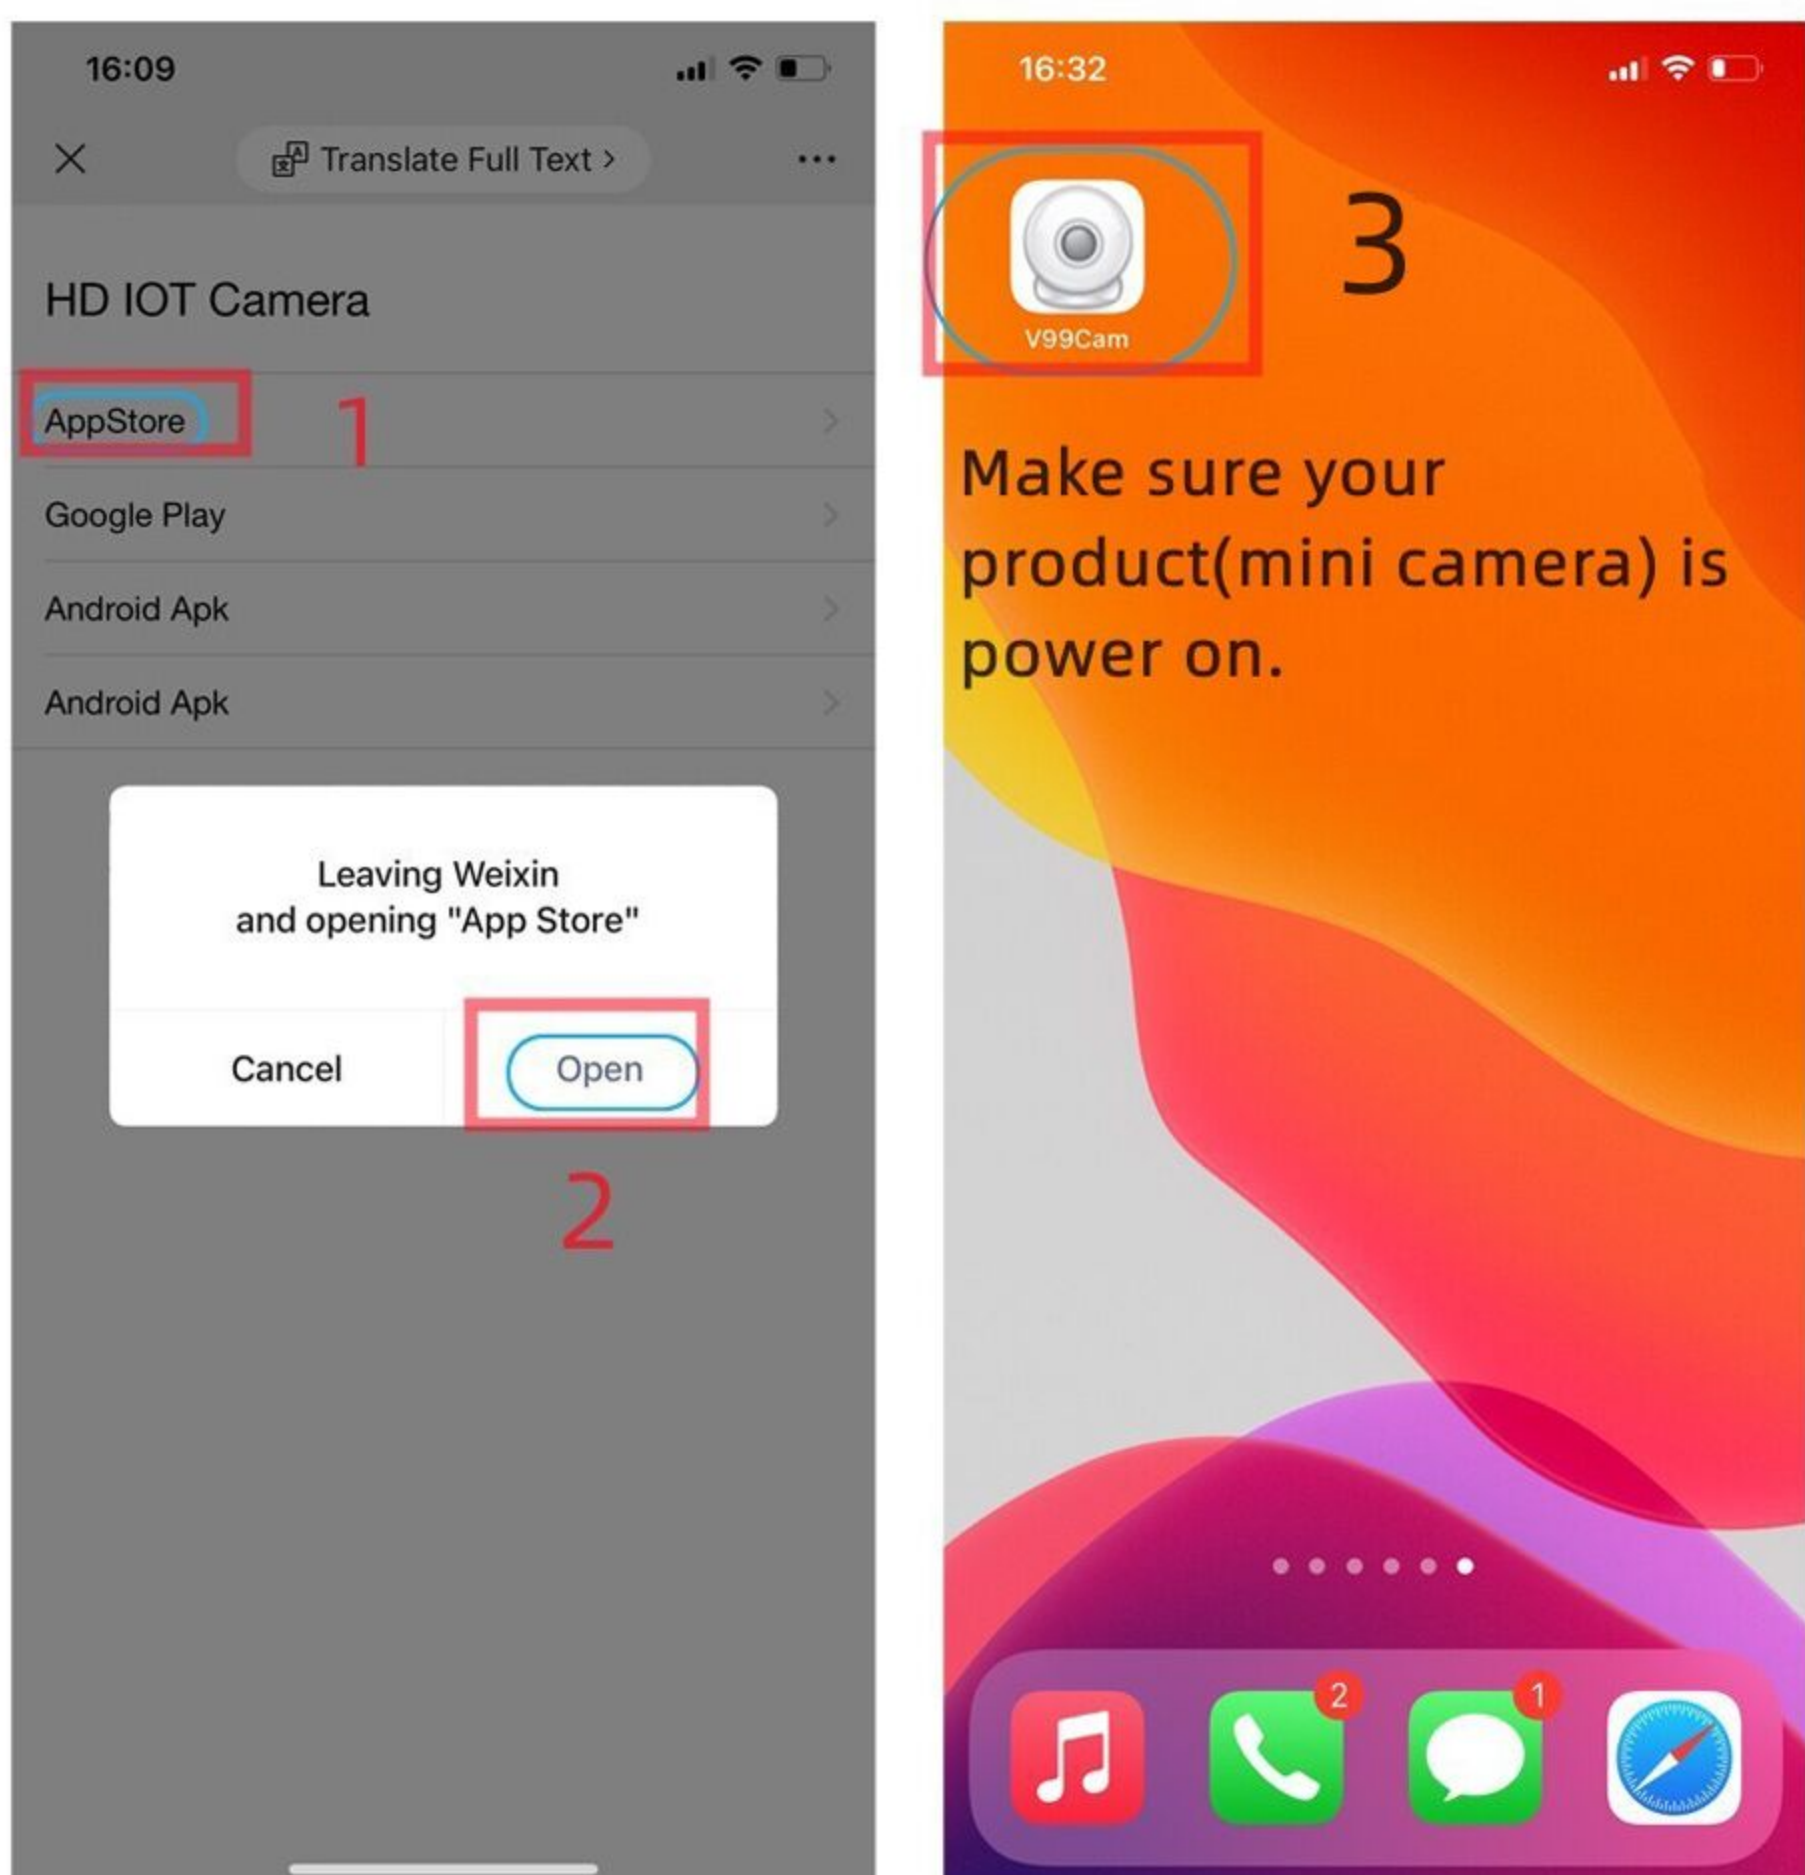 16:09
Translate Full Text >
HD IOT Camera
AppStore
1
Google Play
Android Apk
Android Apk
Leaving Weixin
and opening "App Store"
Cancel
Open
2
16:32
3
V99Cam
Make sure your
product(mini camera) is
power on.
2
1